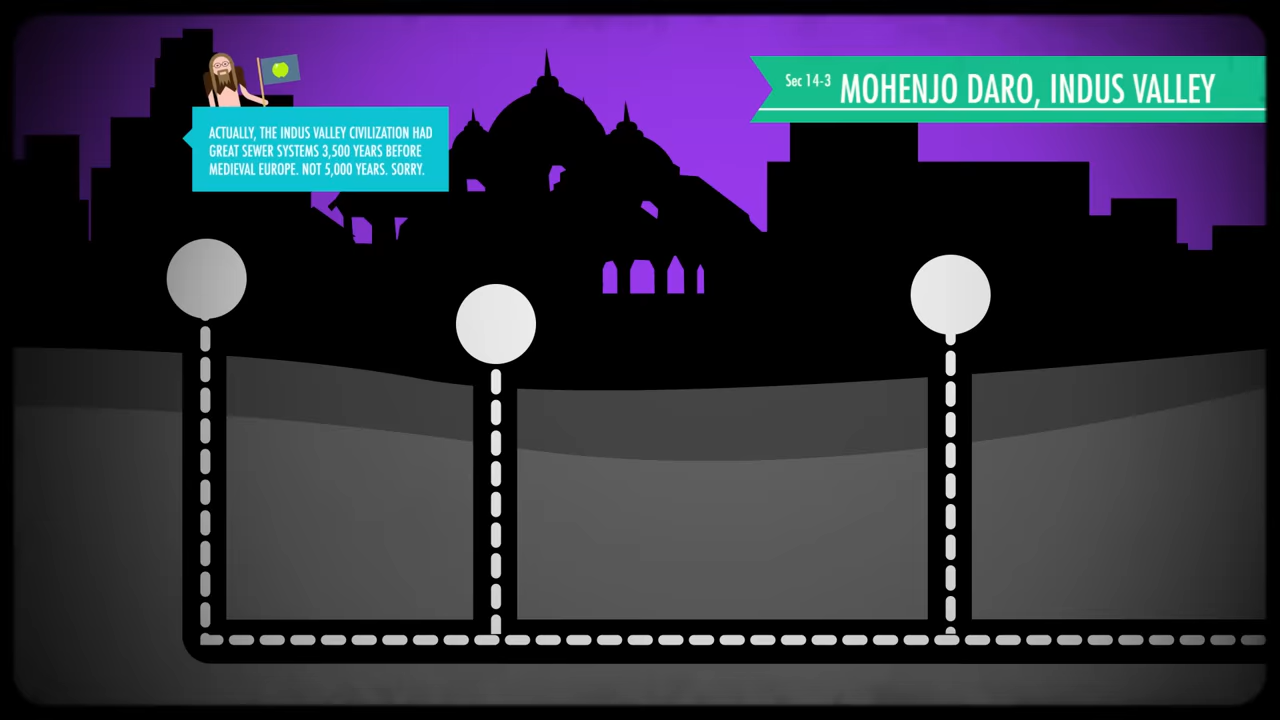 Sec 14-3 MOHENJO DARO, INDUS VALLEY
ACTUALLY, THE INDUS VALLEY CIVILIZATION HAD
GREAT SEWER SYSTEMS 3,500 YEARS BEFORE
MEDIEVAL EUROPE. NOT 5,000 YEARS. SORRY.